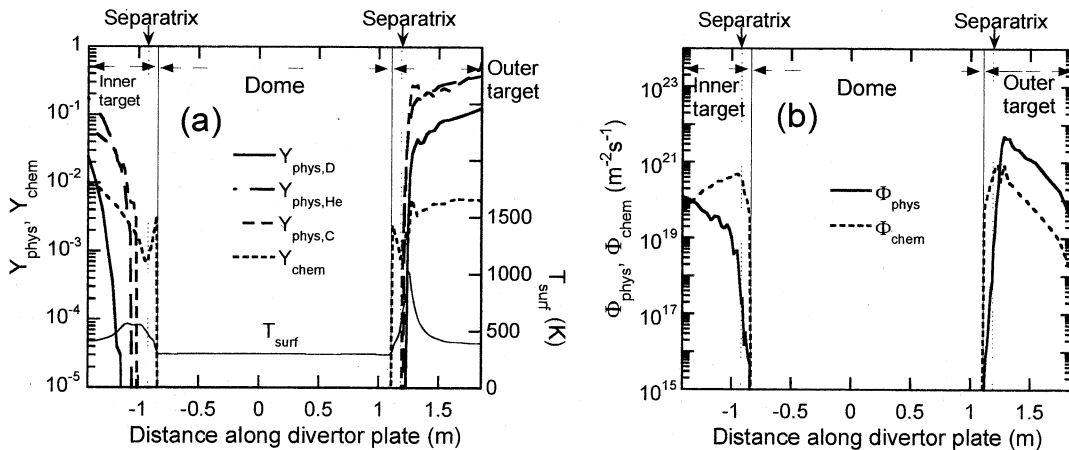 Separatrix Separatrix
Inner target
Dome
Outer target
(a)
Y_phys,D
Y_phys,He
Y_phys,C
Y_chem
T_surf
Y_phys, Y_chem
1
10^-1
10^-2
10^-3
10^-4
10^-5
1500
1000
500
0
T_surf (K)
-1 -0.5 0 0.5 1 1.5
Distance along divertor plate (m)
Separatrix Separatrix
Inner target
Dome
Outer target
(b)
Φ_phys
Φ_chem
Φ_phys, Φ_chem (m^-2s^-1)
10^23
10^21
10^19
10^17
10^15
-1 -0.5 0 0.5 1 1.5
Distance along divertor plate (m)